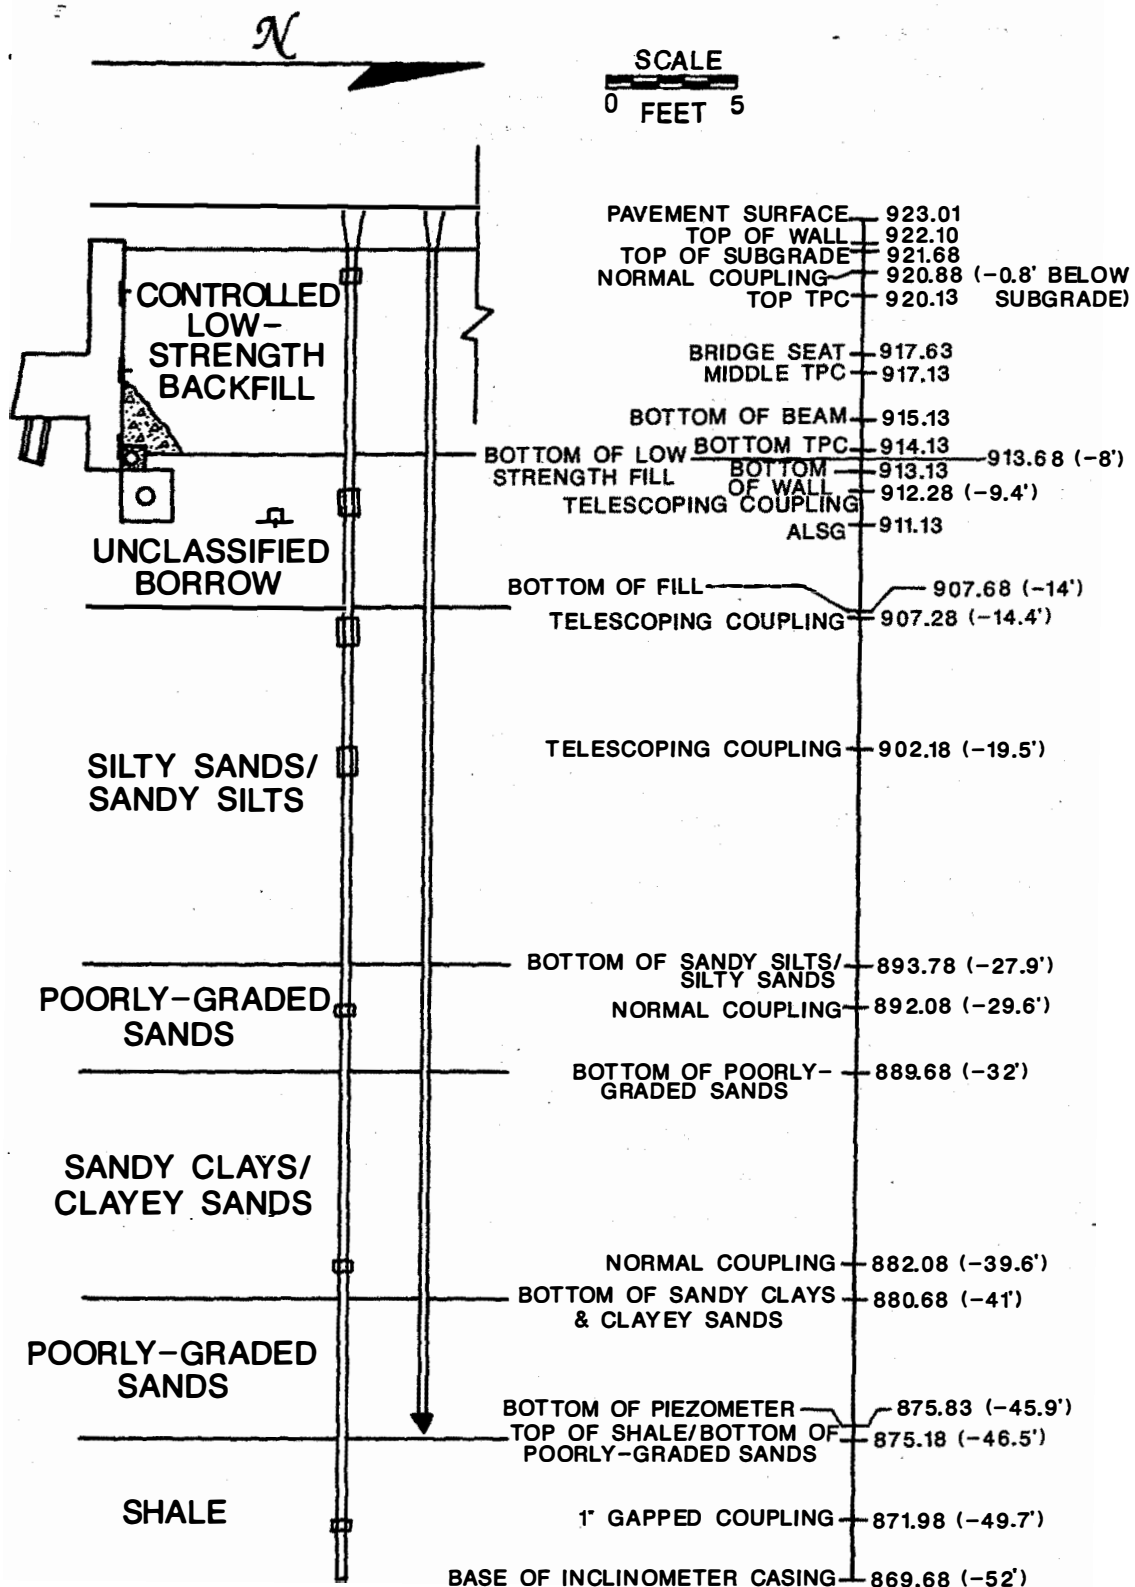 N
SCALE
0 FEET 5
PAVEMENT SURFACE 923.01
TOP OF WALL 922.10
TOP OF SUBGRADE 921.68
NORMAL COUPLING 920.88 (-0.8' BELOW
SUBGRADE)
TOP TPC 920.13
BRIDGE SEAT 917.63
MIDDLE TPC 917.13
BOTTOM OF BEAM 915.13
BOTTOM TPC 914.13
BOTTOM OF LOW
STRENGTH FILL
913.68 (-8')
BOTTOM
OF WALL
913.13
TELESCOPING COUPLING 912.28 (-9.4')
ALSG 911.13
BOTTOM OF FILL 907.68 (-14')
TELESCOPING COUPLING 907.28 (-14.4')
TELESCOPING COUPLING 902.18 (-19.5')
BOTTOM OF SANDY SILTS/
SILTY SANDS
893.78 (-27.9')
NORMAL COUPLING 892.08 (-29.6')
BOTTOM OF POORLY-
GRADED SANDS
889.68 (-32')
NORMAL COUPLING 882.08 (-39.6')
BOTTOM OF SANDY CLAYS
& CLAYEY SANDS
880.68 (-41')
BOTTOM OF PIEZOMETER 875.83 (-45.9')
TOP OF SHALE/BOTTOM OF
POORLY-GRADED SANDS
875.18 (-46.5')
1" GAPPED COUPLING 871.98 (-49.7')
BASE OF INCLINOMETER CASING 869.68 (-52')
CONTROLLED
LOW-
STRENGTH
BACKFILL
UNCLASSIFIED
BORROW
SILTY SANDS/
SANDY SILTS
POORLY-GRADED
SANDS
SANDY CLAYS/
CLAYEY SANDS
POORLY-GRADED
SANDS
SHALE